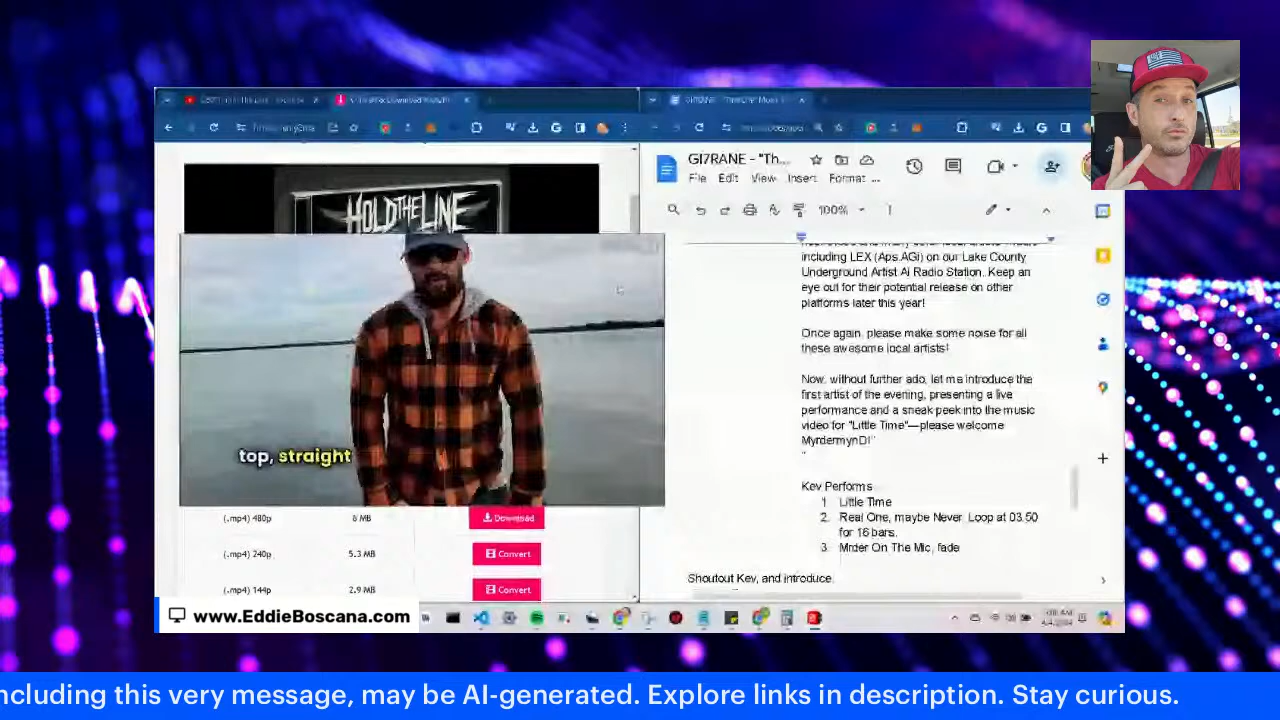 HOLD THE LINE
top, straight
(.mp4) 480p 6 MB Download
(.mp4) 240p 5.3 MB Convert
(.mp4) 144p 2.9 MB Convert
www.EddieBoscana.com
GI7RANE - "Th...
File Edit View Insert Format ...
100%
including LEX (Aps.AGi) on our Lake County
Underground Artist Ai Radio Station. Keep an
eye out for their potential release on other
platforms later this year!
Once again, please make some noise for all
these awesome local artists!
Now, without further ado, let me introduce the
first artist of the evening, presenting a live
performance and a sneak peek into the music
video for "Little Time"—please welcome
MyrdermynD!"
"
Kev Performs
1. Little Time
2. Real One, maybe Never. Loop at 03:50
for 16 bars.
3. Mrder On The Mic, fade
Shoutout Kev, and introduce
ncluding this very message, may be AI-generated. Explore links in description. Stay curious.